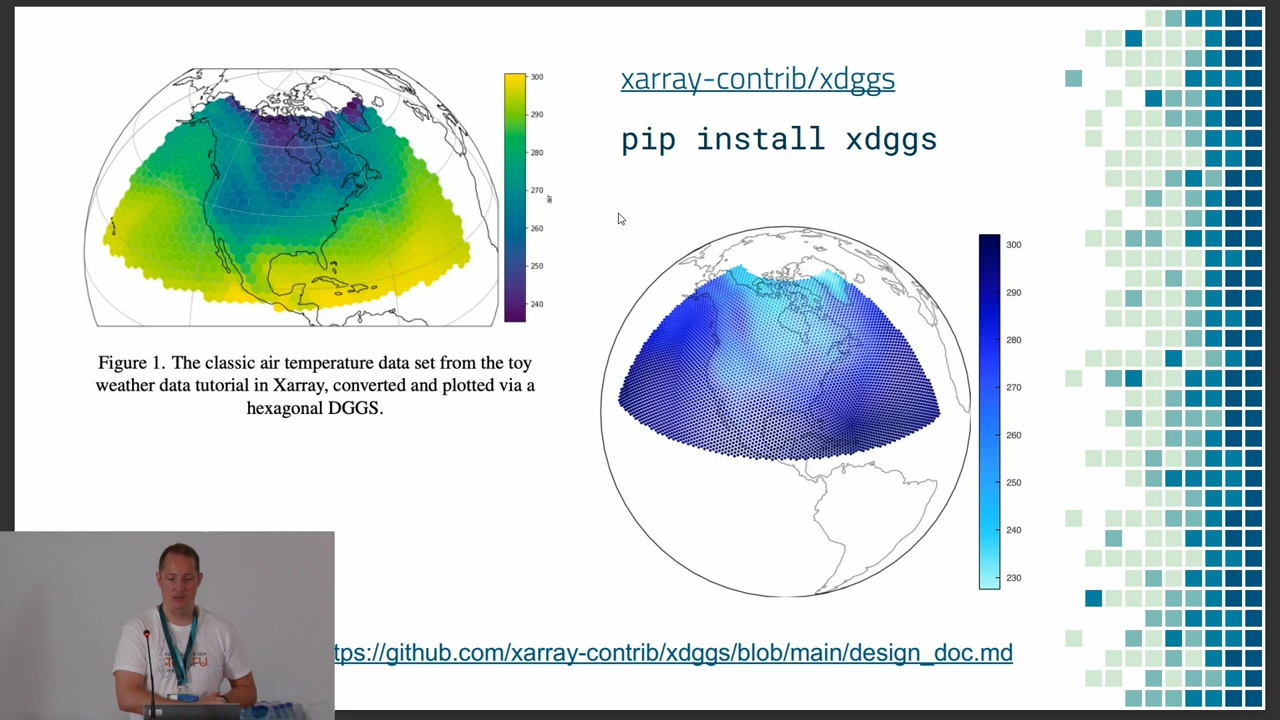 xarray-contrib/xdggs
pip install xdggs
300
290
280
270
260
250
240
air
Figure 1. The classic air temperature data set from the toy
weather data tutorial in Xarray, converted and plotted via a
hexagonal DGGS.
300
290
280
270
260
250
240
230
tps://github.com/xarray-contrib/xdggs/blob/main/design_doc.md